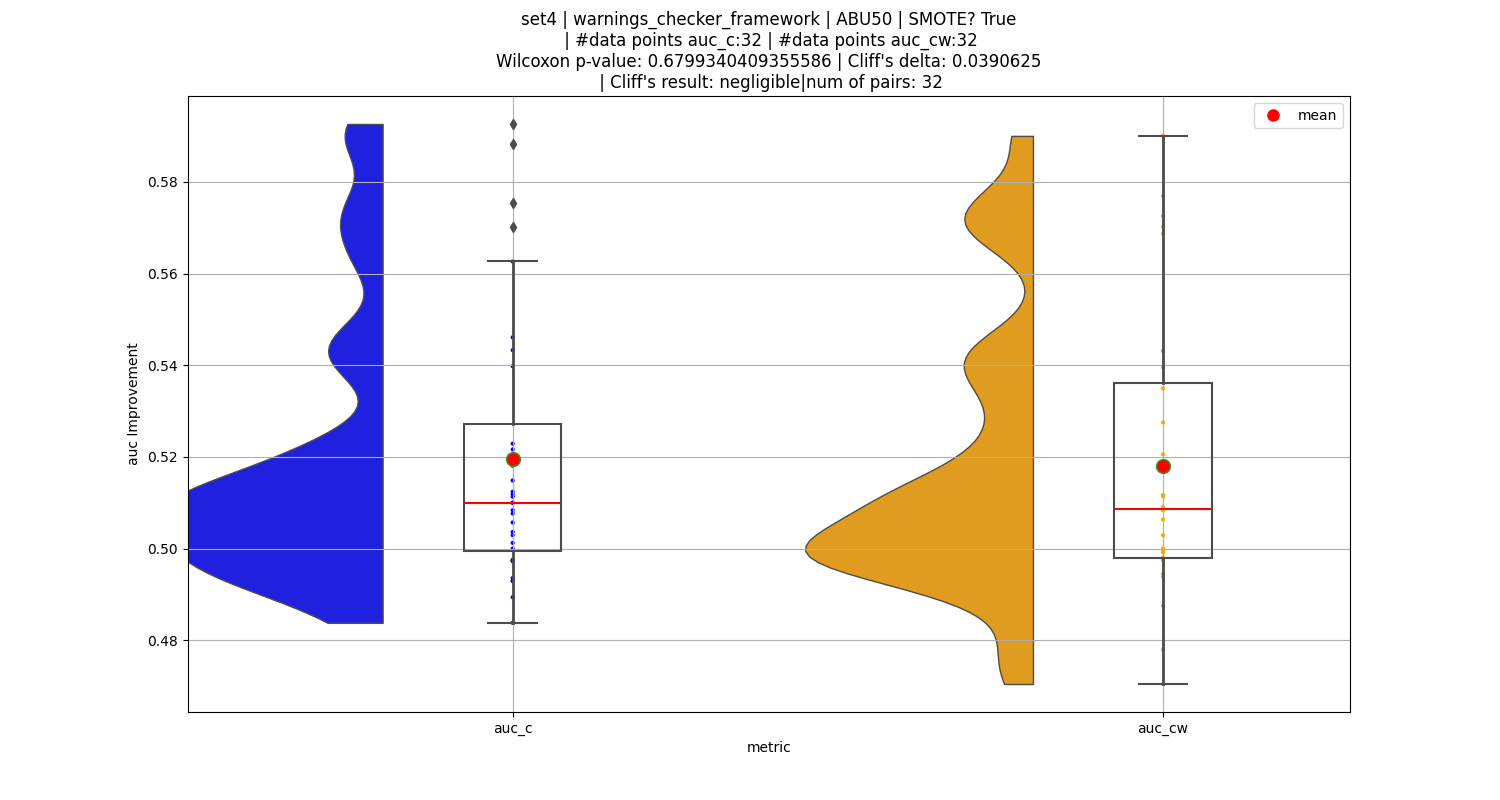 set4 | warnings_checker_framework | ABU50 | SMOTE? True
| #data points auc_c:32 | #data points auc_cw:32
Wilcoxon p-value: 0.6799340409355586 | Cliff's delta: 0.0390625
| Cliff's result: negligible|num of pairs: 32
mean
0.58
0.56
0.54
0.52
0.50
0.48
auc Improvement
auc_c
auc_cw
metric